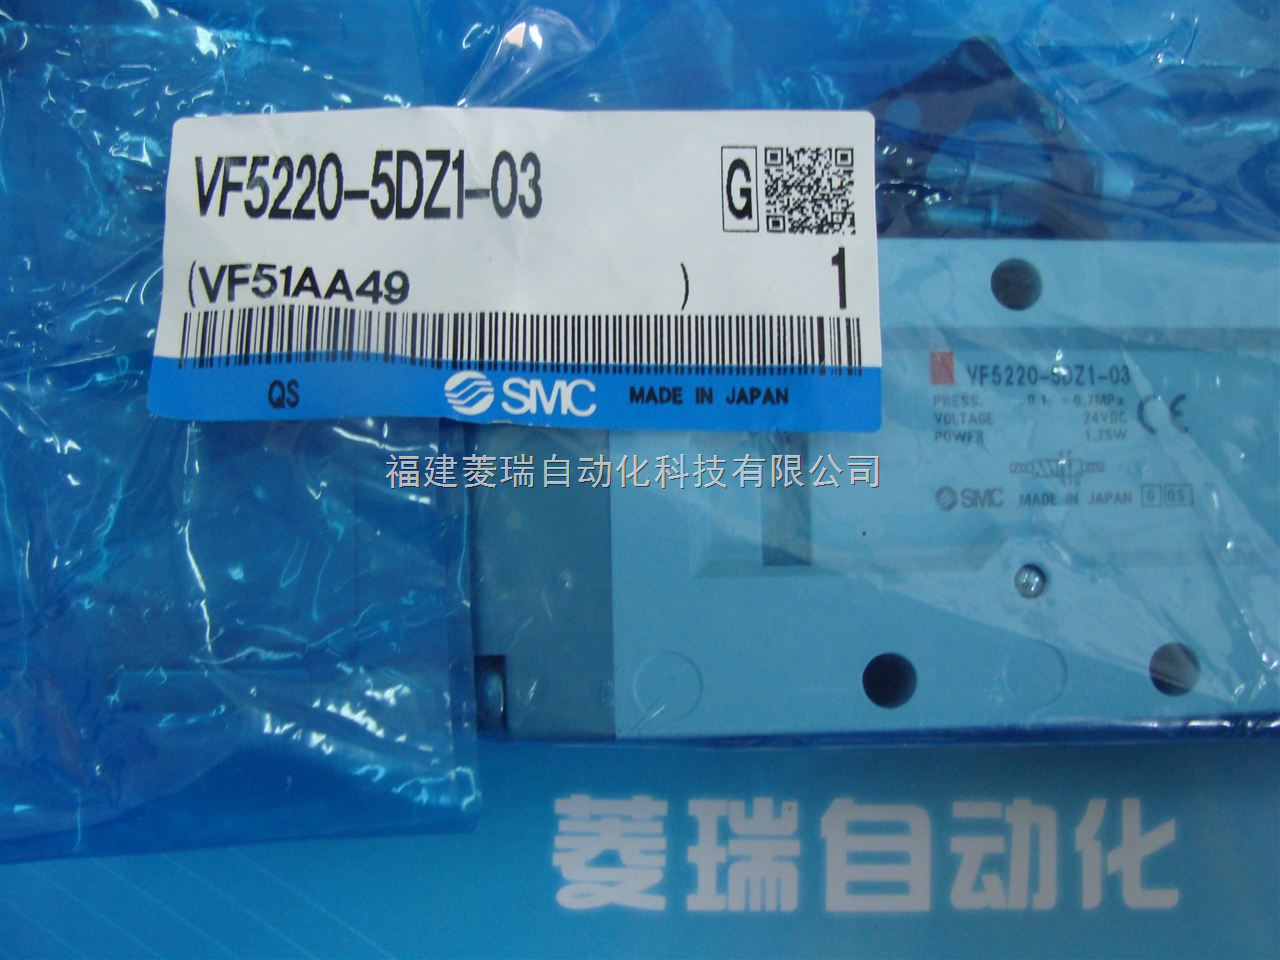 VF5220-5DZ1-03
G
(VF51AA49 )
1
QS
SMC
MADE IN JAPAN
VF5220-5DZ1-03
PRESS. 0.1 - 0.7MPa
VOLTAGE 24VDC
POWER 1.75W
CE
SMC MADE IN JAPAN S QS
福建菱瑞自动化科技有限公司
菱瑞自动化